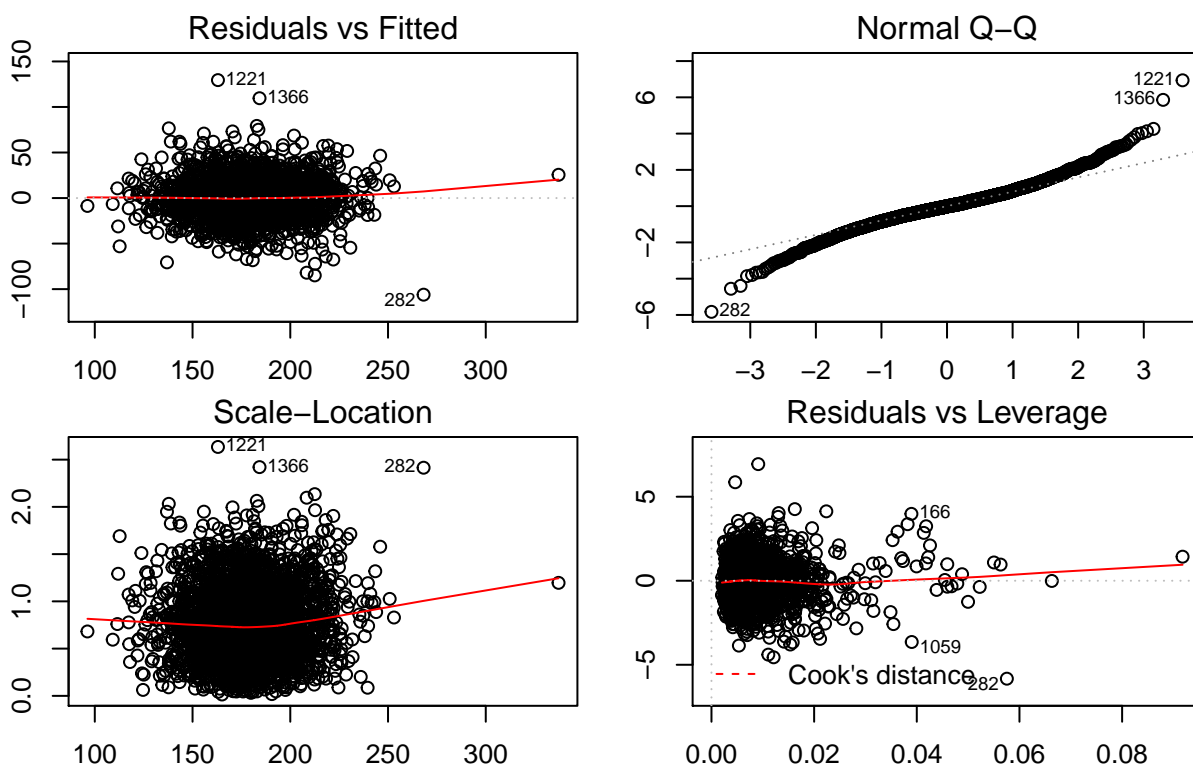 Residuals vs Fitted
150
50
0
−100
1221
1366
282
100 150 200 250 300
Normal Q−Q
6
2
−2
−6
1221
1366
282
−3 −2 −1 0 1 2 3
Scale−Location
2.0
1.0
0.0
1221
1366
282
100 150 200 250 300
Residuals vs Leverage
5
0
−5
166
1059
282
Cook's distance
0.00 0.02 0.04 0.06 0.08